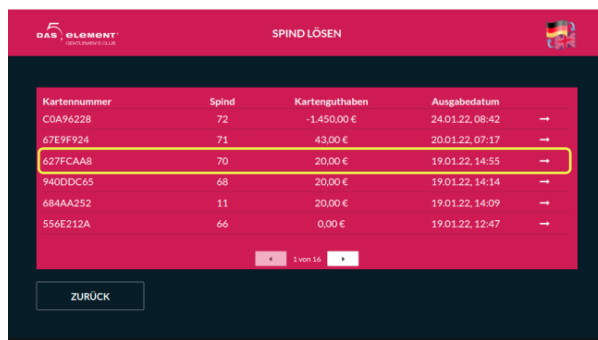 DAS 5 ELEMENT
GENTLEMEN'S CLUB
SPIND LÖSEN
Kartennummer Spind Kartenguthaben Ausgabedatum
C0A96228 72 -1.450,00 € 24.01.22, 08:42 →
67E9F924 71 43,00 € 20.01.22, 07:17 →
627FCAA8 70 20,00 € 19.01.22, 14:55 →
940DDC65 68 20,00 € 19.01.22, 14:14 →
684AA252 11 20,00 € 19.01.22, 14:09 →
556E212A 66 0,00 € 19.01.22, 12:47 →
1 von 16
ZURÜCK